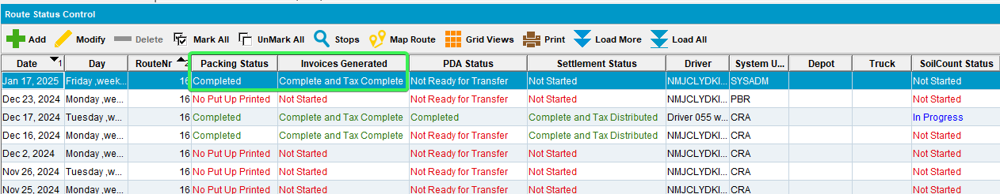 Route Status Control
Add Modify Delete Mark All UnMark All Stops Map Route Grid Views Print Load More Load All
Date 1 Day RouteNr 2 Packing Status Invoices Generated PDA Status Settlement Status Driver System U... Depot Truck SoilCount Status
Jan 17, 2025 Friday ,week... 16 Completed Complete and Tax Complete Not Ready for Transfer Not Started NMJCLYDKI... SYSADM Not Started
Dec 23, 2024 Monday ,we... 16 No Put Up Printed Not Started Not Ready for Transfer Not Started NMJCLYDKI... PBR Not Started
Dec 17, 2024 Tuesday ,w... 16 Completed Complete and Tax Complete Completed Complete and Tax Distributed Driver 055 w... CRA In Progress
Dec 16, 2024 Monday ,we... 16 Completed Complete and Tax Complete Not Ready for Transfer Complete and Tax Distributed NMJCLYDKI... CRA Not Started
Dec 2, 2024 Monday ,we... 16 No Put Up Printed Not Started Not Ready for Transfer Not Started NMJCLYDKI... CRA Not Started
Nov 26, 2024 Tuesday ,w... 16 No Put Up Printed Not Started Not Ready for Transfer Not Started NMJCLYDKI... CRA Not Started
Nov 25, 2024 Monday ,we... 16 No Put Up Printed Not Started Not Ready for Transfer Not Started NMJCLYDKI... CRA Not Started